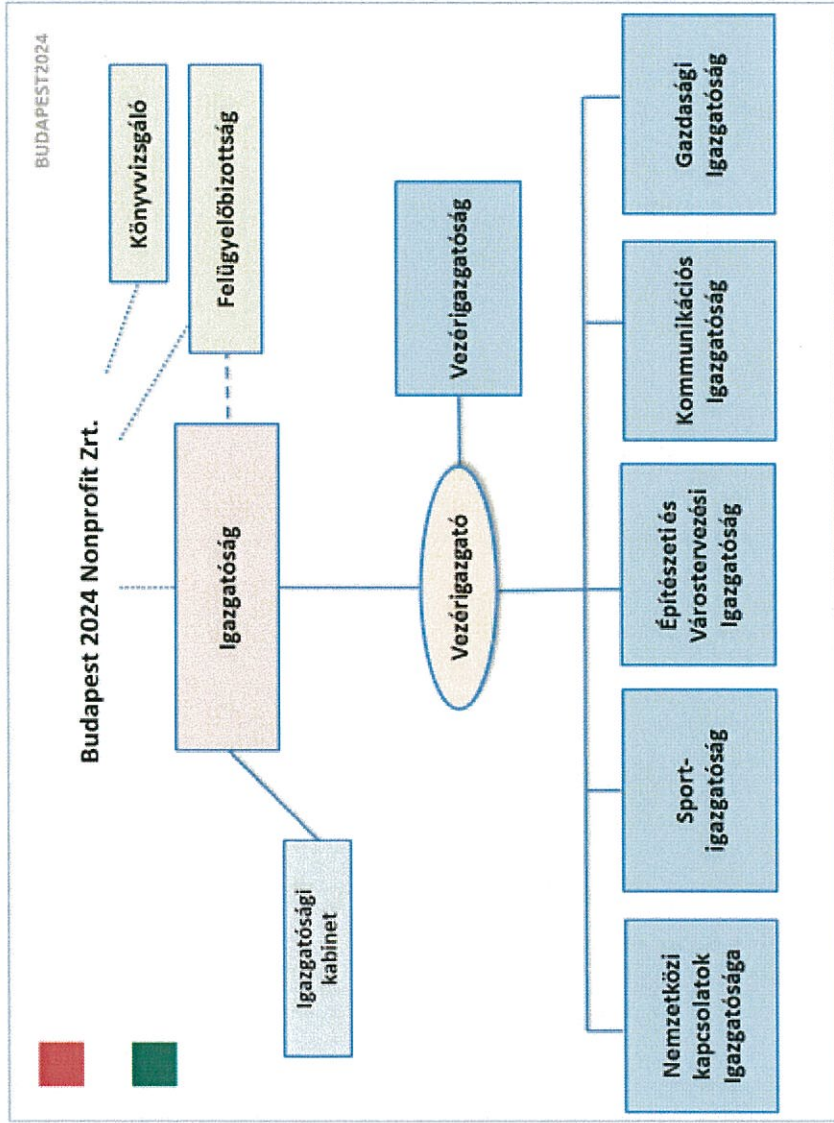 BUDAPEST2024
Budapest 2024 Nonprofit Zrt.
Könyvvizsgáló
Felügyelőbizottság
Igazgatóság
Igazgatósági
kabinet
Vezérigazgató
Vezérigazgatóság
Nemzetközi
kapcsolatok
Igazgatósága
Sport-
igazgatóság
Építészeti és
Várostervezési
Igazgatóság
Kommunikációs
Igazgatóság
Gazdasági
Igazgatóság